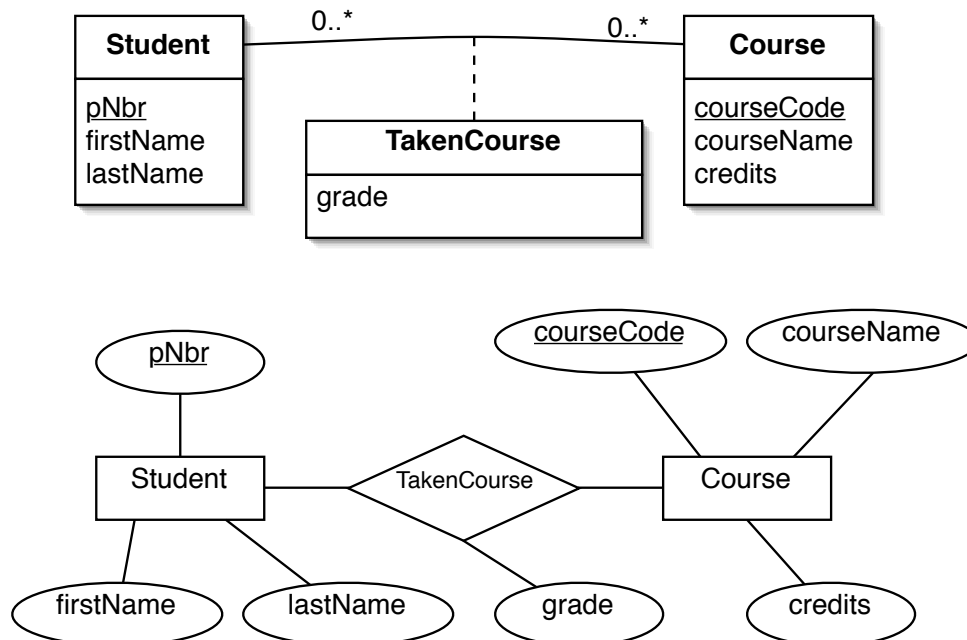 0..*
0..*
Student
Course
pNbr
firstName
lastName
courseCode
courseName
credits
TakenCourse
grade
courseCode
courseName
pNbr
Student
TakenCourse
Course
firstName
lastName
grade
credits